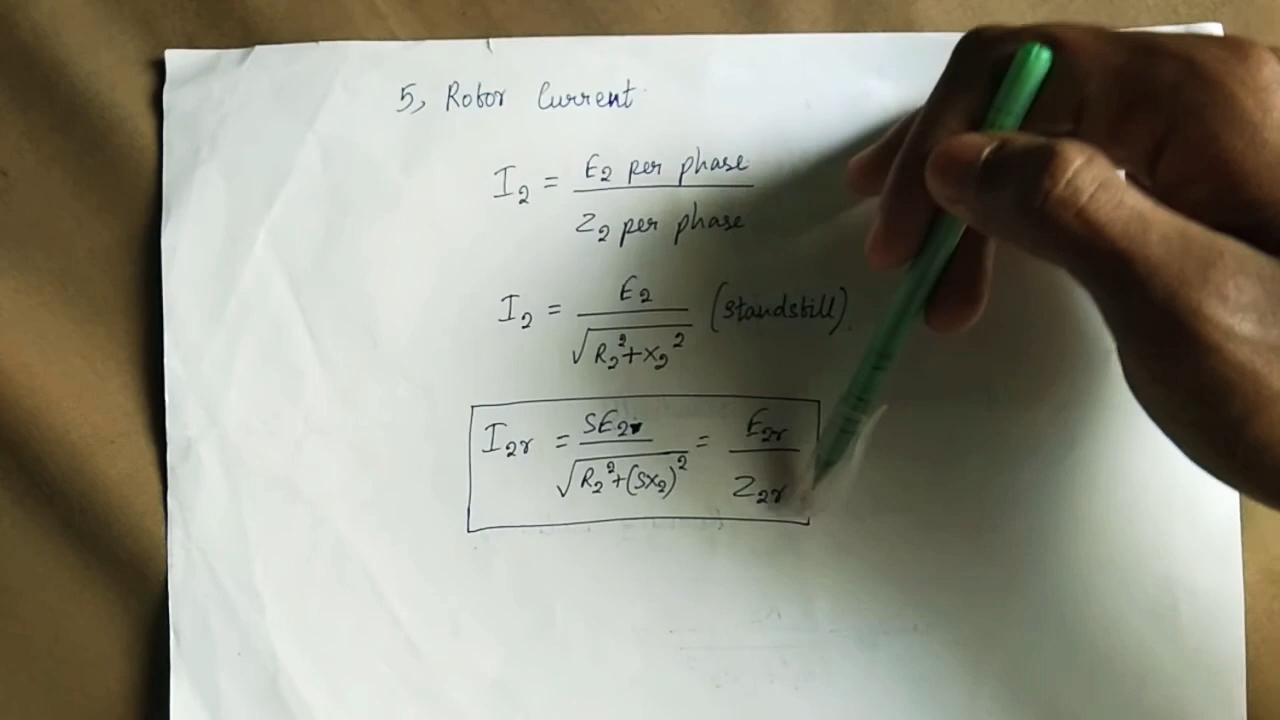 5, Rotor Current
I₂ = E₂ per phase / Z₂ per phase
I₂ = E₂ / √(R₂² + X₂²) (standstill)
I₂r = SE₂ / √(R₂² + (SX₂)²) = E₂r / Z₂r